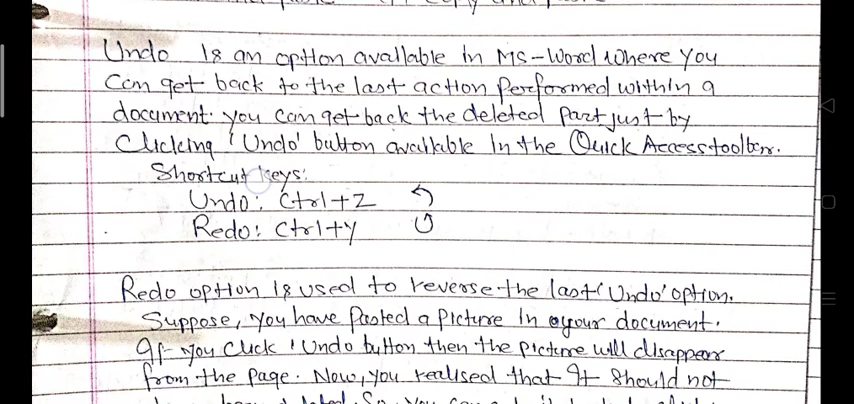 copy and
Undo is an option available in MS-Word where you
can get back to the last action performed within a
document. you can get back the deleted part just by
clicking 'Undo' button available in the Quick Access toolbar.
Shortcut keys:
Undo: Ctrl+Z
Redo: Ctrl+Y
Redo option is used to reverse the last 'Undo' option.
Suppose, you have pasted a picture in your document.
If you click 'Undo button then the picture will disappear
from the page. Now, you realised that It should not